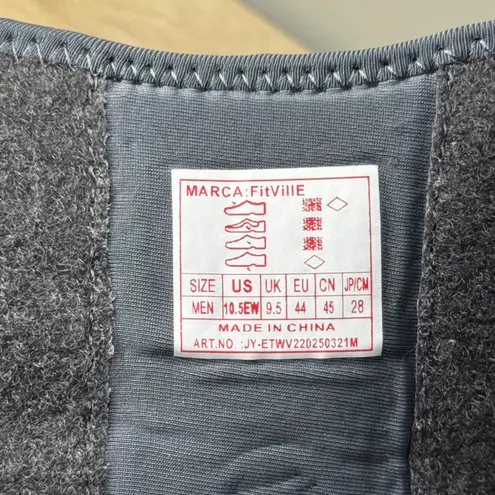 MARCA:FitVillE
SIZE US UK EU CN JP/CM
MEN 10.5EW 9.5 44 45 28
MADE IN CHINA
ART.NO. :JY-ETWV220250321M